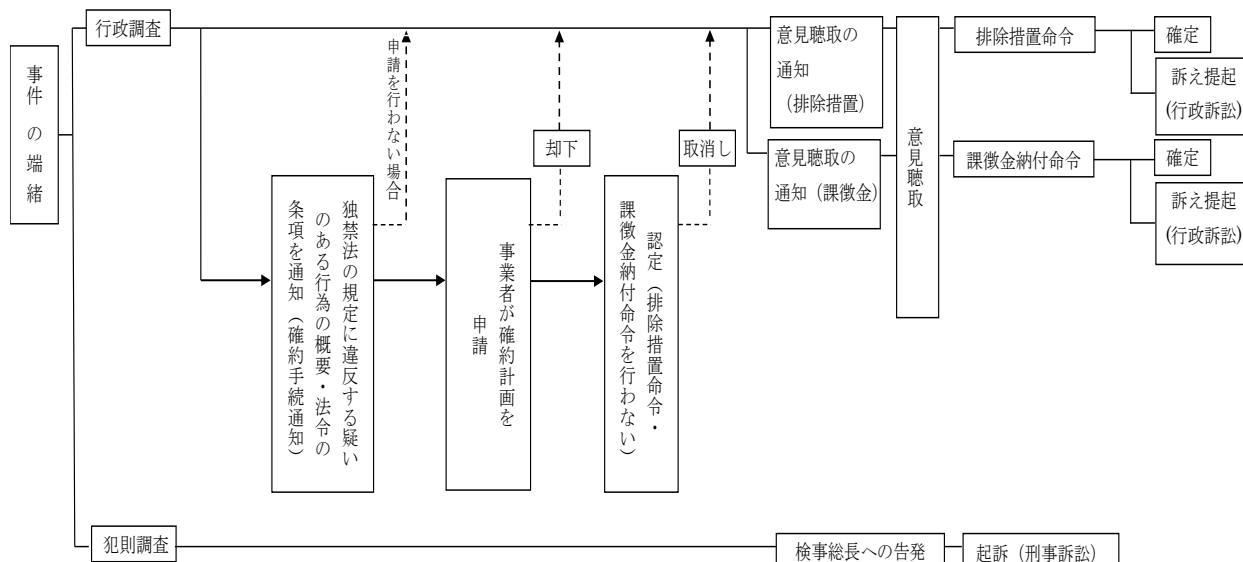 事件の端緒
行政調査
申請を行わない場合
却下
取消し
独禁法の規定に違反する疑い
のある行為の概要・法令の
条項を通知（確約手続通知）
事業者が確約計画を
申請
認定（排除措置命令・
課徴金納付命令を行わない）
意見聴取の
通知
（排除措置）
意見聴取の
通知（課徴金）
意見聴取
排除措置命令
確定
訴え提起
(行政訴訟)
課徴金納付命令
確定
訴え提起
(行政訴訟)
犯則調査
検事総長への告発
起訴（刑事訴訟）